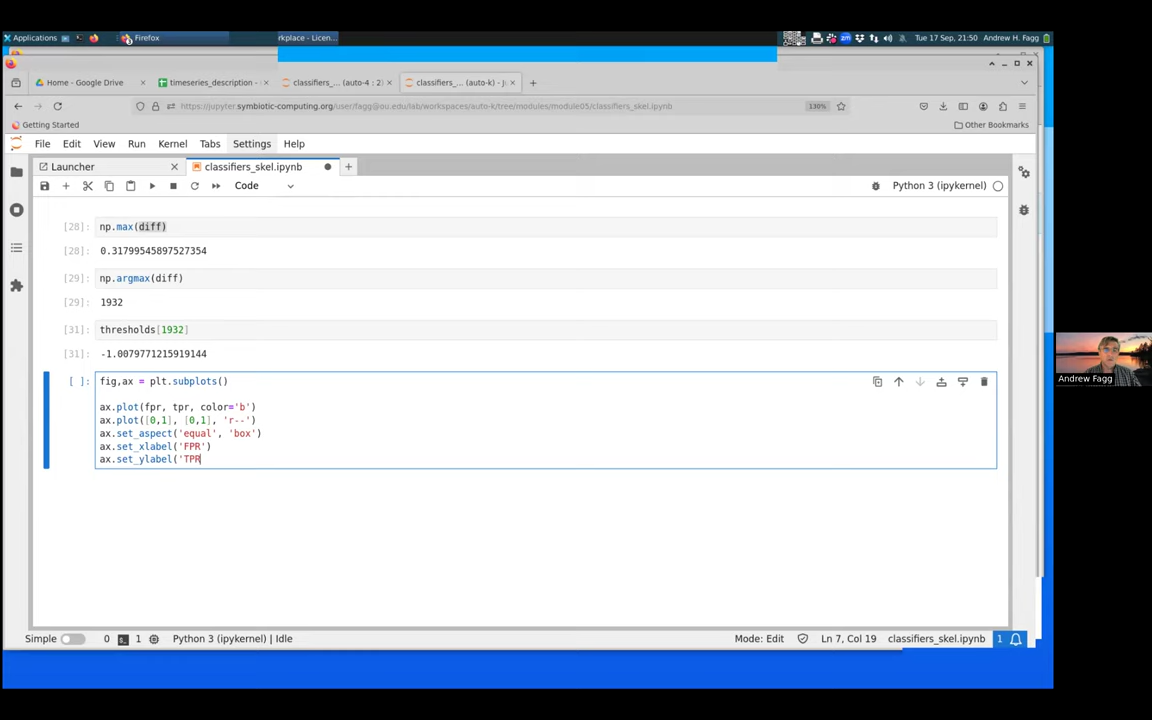 Applications
Firefox
rkplace - Licen...
zm
Tue 17 Sep, 21:50
Andrew H. Fagg
Home - Google Drive
timeseries_description -
classifiers_... (auto-4 : 2)
classifiers_... (auto-k) - J
https://jupyter.symbiotic-computing.org/user/fagg@ou.edu/lab/workspaces/auto-k/tree/modules/module05/classifiers_skel.ipynb
130%
Getting Started
Other Bookmarks
File
Edit
View
Run
Kernel
Tabs
Settings
Help
Launcher
classifiers_skel.ipynb
Code
Python 3 (ipykernel)
[28]: np.max(diff)
[28]: 0.31799545897527354
[29]: np.argmax(diff)
[29]: 1932
[31]: thresholds[1932]
[31]: -1.0079771215919144
[ ]: fig,ax = plt.subplots()
ax.plot(fpr, tpr, color='b')
ax.plot([0,1], [0,1], 'r--')
ax.set_aspect('equal', 'box')
ax.set_xlabel('FPR')
ax.set_ylabel('TPR
Andrew Fagg
Simple
0
1
Python 3 (ipykernel) | Idle
Mode: Edit
Ln 7, Col 19
classifiers_skel.ipynb
1